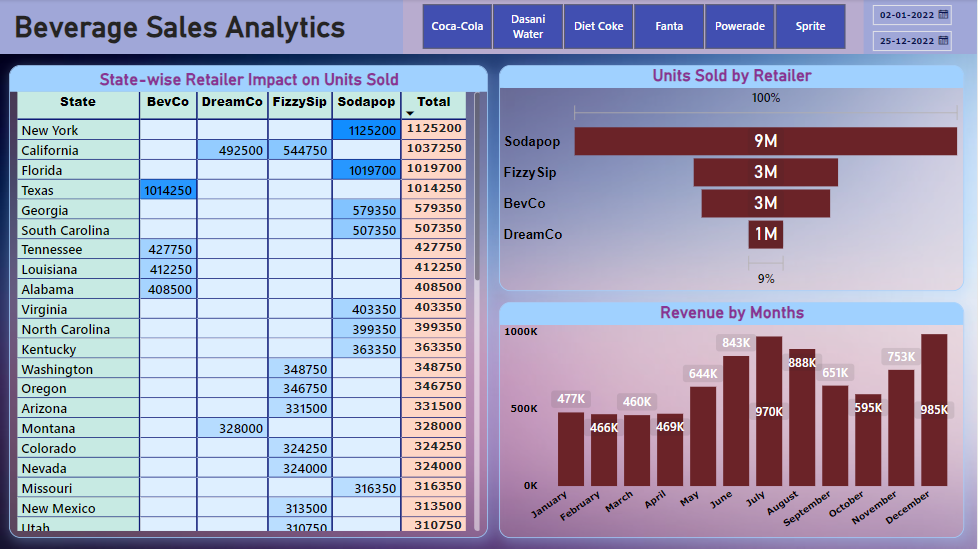 Beverage Sales Analytics
Coca-Cola
Dasani
Water
Diet Coke
Fanta
Powerade
Sprite
02-01-2022
25-12-2022
State-wise Retailer Impact on Units Sold
State BevCo DreamCo FizzySip Sodapop Total
New York 1125200 1125200
California 492500 544750 1037250
Florida 1019700 1019700
Texas 1014250 1014250
Georgia 579350 579350
South Carolina 507350 507350
Tennessee 427750 427750
Louisiana 412250 412250
Alabama 408500 408500
Virginia 403350 403350
North Carolina 399350 399350
Kentucky 363350 363350
Washington 348750 348750
Oregon 346750 346750
Arizona 331500 331500
Montana 328000 328000
Colorado 324250 324250
Nevada 324000 324000
Missouri 316350 316350
New Mexico 313500 313500
Utah 310750 310750
Units Sold by Retailer
100%
Sodapop 9M
FizzySip 3M
BevCo 3M
DreamCo 1M
9%
Revenue by Months
1000K
500K
0K
477K
466K
460K
469K
644K
843K
970K
888K
651K
595K
753K
985K
January
February
March
April
May
June
July
August
September
October
November
December